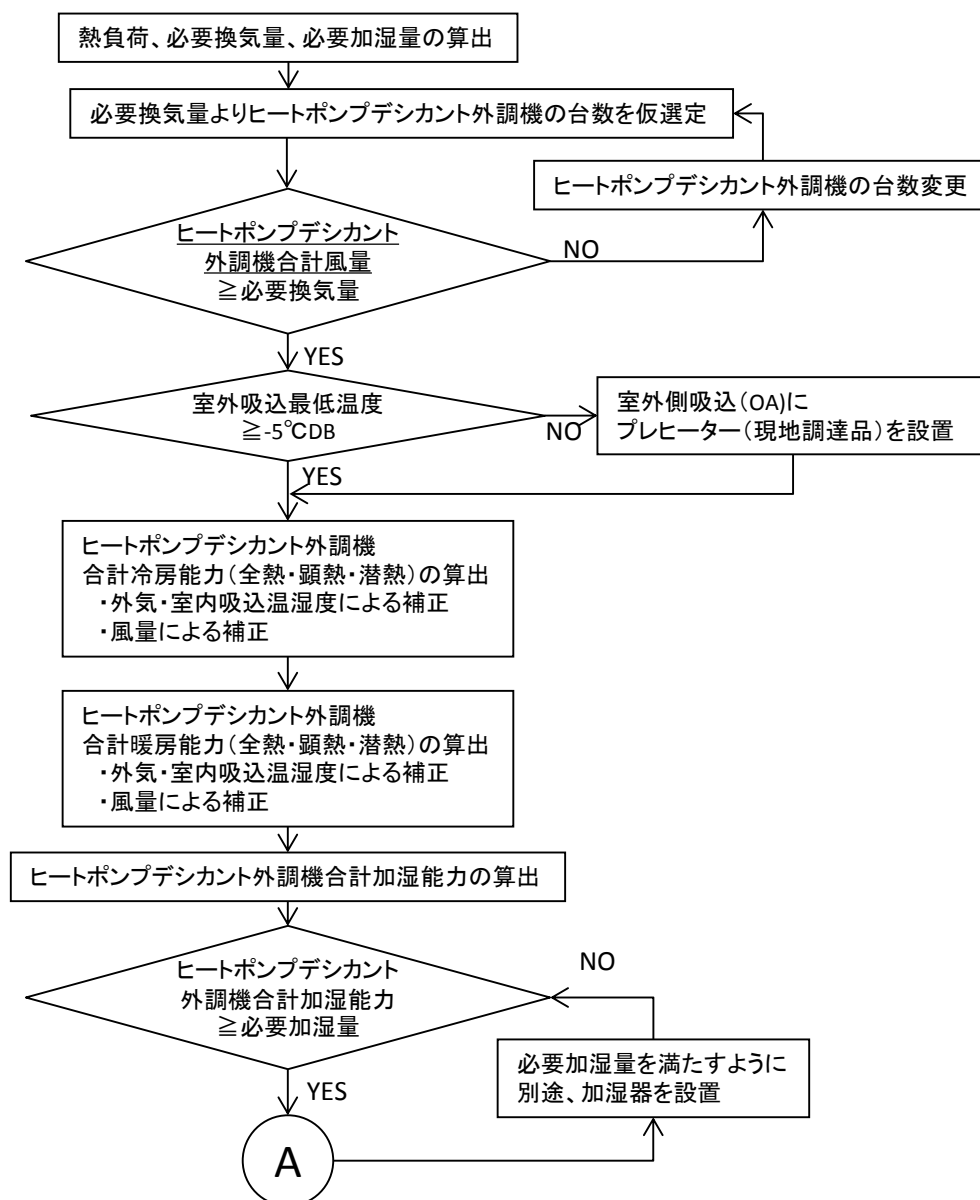 熱負荷、必要換気量、必要加湿量の算出
必要換気量よりヒートポンプデシカント外調機の台数を仮選定
ヒートポンプデシカント外調機の台数変更
ヒートポンプデシカント
外調機合計風量
≧必要換気量
NO
YES
室外吸込最低温度
≧-5℃DB
NO
室外側吸込(OA)に
プレヒーター(現地調達品)を設置
YES
ヒートポンプデシカント外調機
合計冷房能力(全熱・顕熱・潜熱)の算出
・外気・室内吸込温湿度による補正
・風量による補正
ヒートポンプデシカント外調機
合計暖房能力(全熱・顕熱・潜熱)の算出
・外気・室内吸込温湿度による補正
・風量による補正
ヒートポンプデシカント外調機合計加湿能力の算出
ヒートポンプデシカント
外調機合計加湿能力
≧必要加湿量
NO
必要加湿量を満たすように
別途、加湿器を設置
YES
A